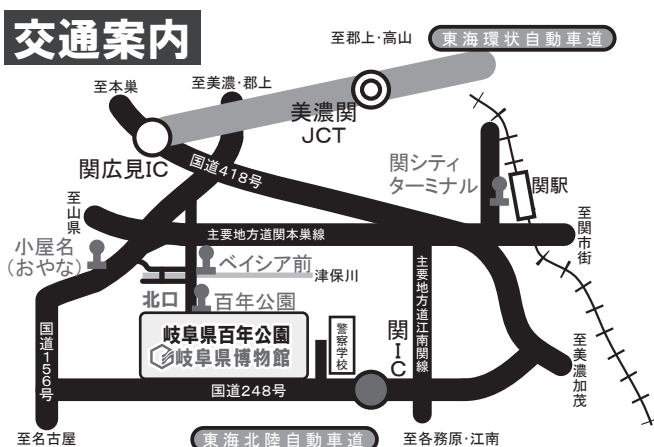 交通案内
至郡上・高山
東海環状自動車道
至本巣
至美濃・郡上
美濃関
JCT
関広見IC
国道418号
関シティ
ターミナル
関駅
至山県
主要地方道関本巣線
至関市街
小屋名
(おやな)
ベイシア前
津保川
北口
百年公園
主要地方道江南関線
岐阜県百年公園
岐阜県博物館
警察学校
関IC
国道156号
国道248号
至美濃加茂
至名古屋
東海北陸自動車道
至各務原・江南